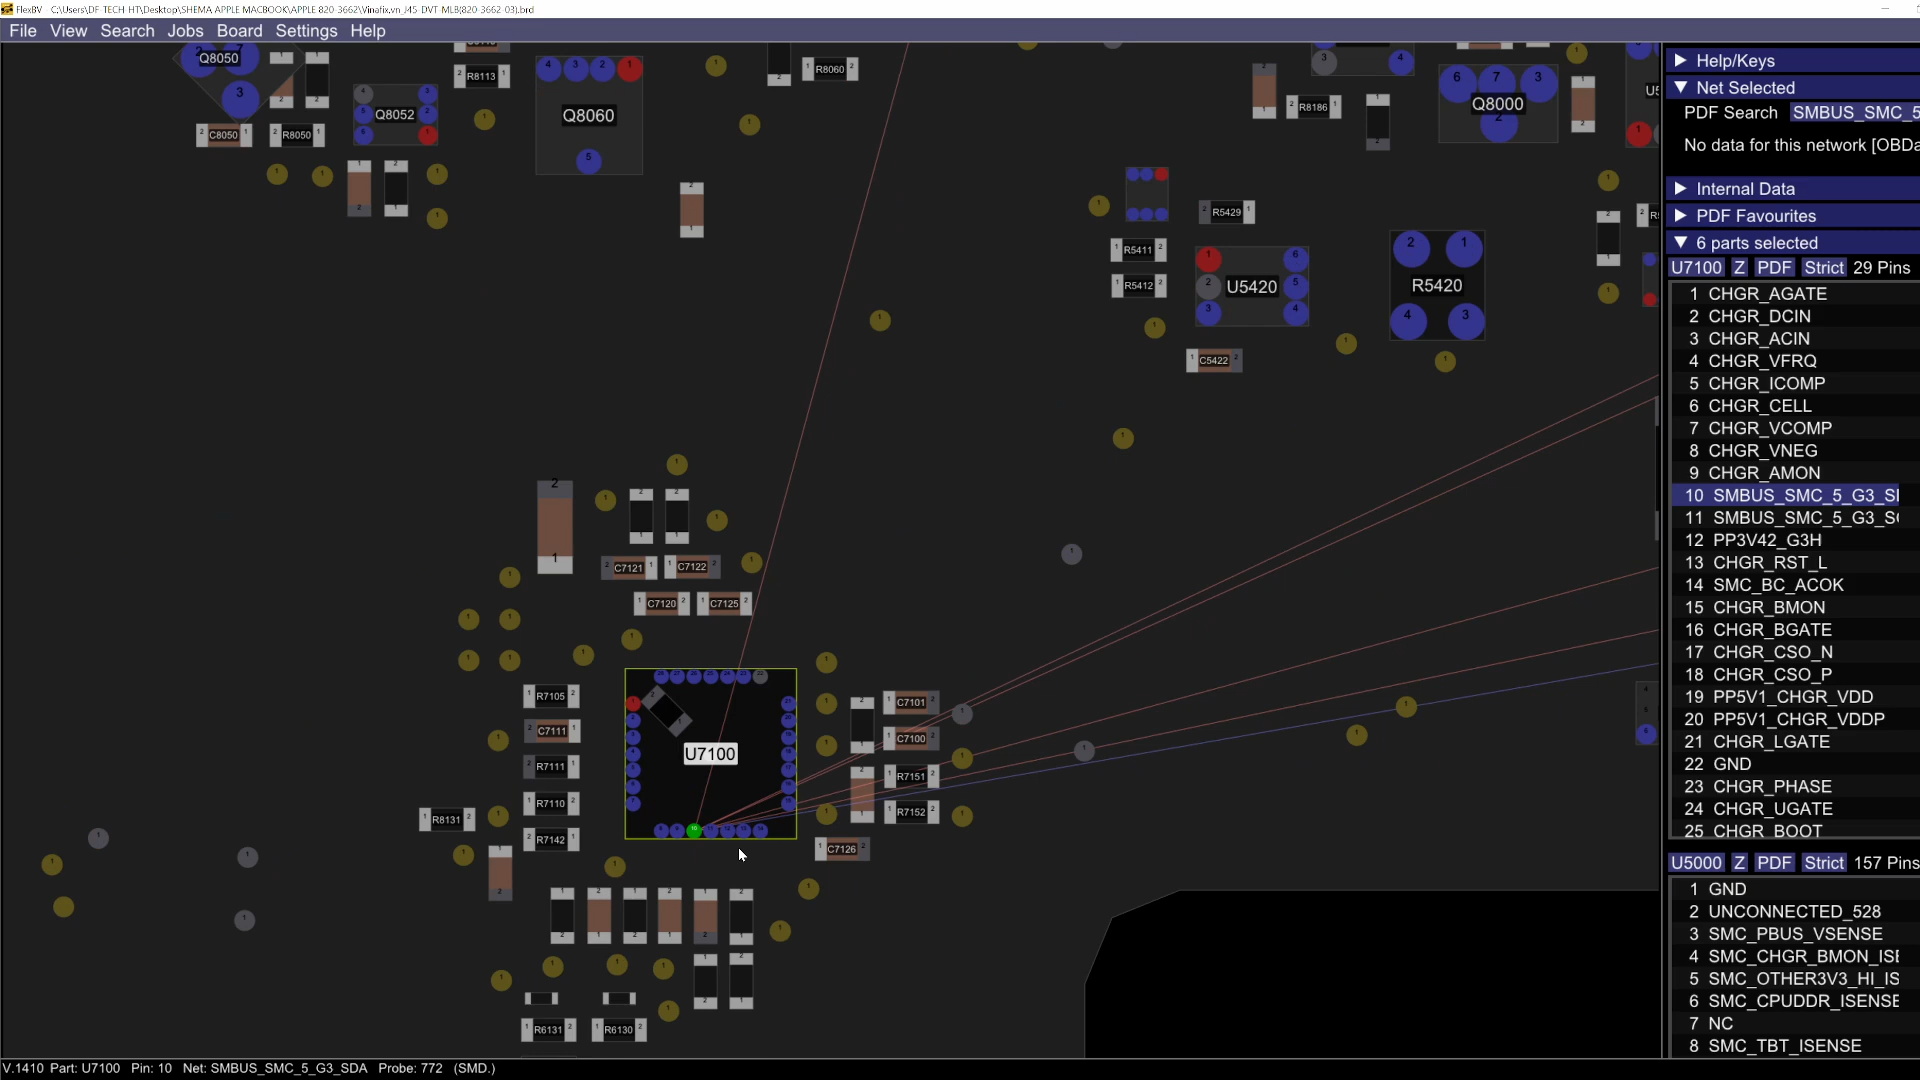 FlexBV - C:\Users\DF TECH-HT\Desktop\SHEMA APPLE MACBOOK\APPLE 820-3662\Vinafix.vn_J45-DVT-MLB(820-3662-03).brd
File View Search Jobs Board Settings Help
Q8050
R8113
Q8052
Q8060
R8060
C8050
R8050
R8186
Q8000
R5429
R5411
R5412
U5420
R5420
C5422
C7121
C7122
C7120
C7125
R7105
C7111
R7111
R7110
R7142
R8131
U7100
C7101
C7100
R7151
R7152
C7126
R6131
R6130
Help/Keys
Net Selected
PDF Search SMBUS_SMC_5
No data for this network [OBDa
Internal Data
PDF Favourites
6 parts selected
U7100 Z PDF Strict 29 Pins
1 CHGR_AGATE
2 CHGR_DCIN
3 CHGR_ACIN
4 CHGR_VFRQ
5 CHGR_ICOMP
6 CHGR_CELL
7 CHGR_VCOMP
8 CHGR_VNEG
9 CHGR_AMON
10 SMBUS_SMC_5_G3_S
11 SMBUS_SMC_5_G3_S
12 PP3V42_G3H
13 CHGR_RST_L
14 SMC_BC_ACOK
15 CHGR_BMON
16 CHGR_BGATE
17 CHGR_CSO_N
18 CHGR_CSO_P
19 PP5V1_CHGR_VDD
20 PP5V1_CHGR_VDDP
21 CHGR_LGATE
22 GND
23 CHGR_PHASE
24 CHGR_UGATE
25 CHGR_BOOT
U5000 Z PDF Strict 157 Pins
1 GND
2 UNCONNECTED_528
3 SMC_PBUS_VSENSE
4 SMC_CHGR_BMON_ISE
5 SMC_OTHER3V3_HI_IS
6 SMC_CPUDDR_ISENSE
7 NC
8 SMC_TBT_ISENSE
V.1410 Part: U7100 Pin: 10 Net: SMBUS_SMC_5_G3_SDA Probe: 772 (SMD.)